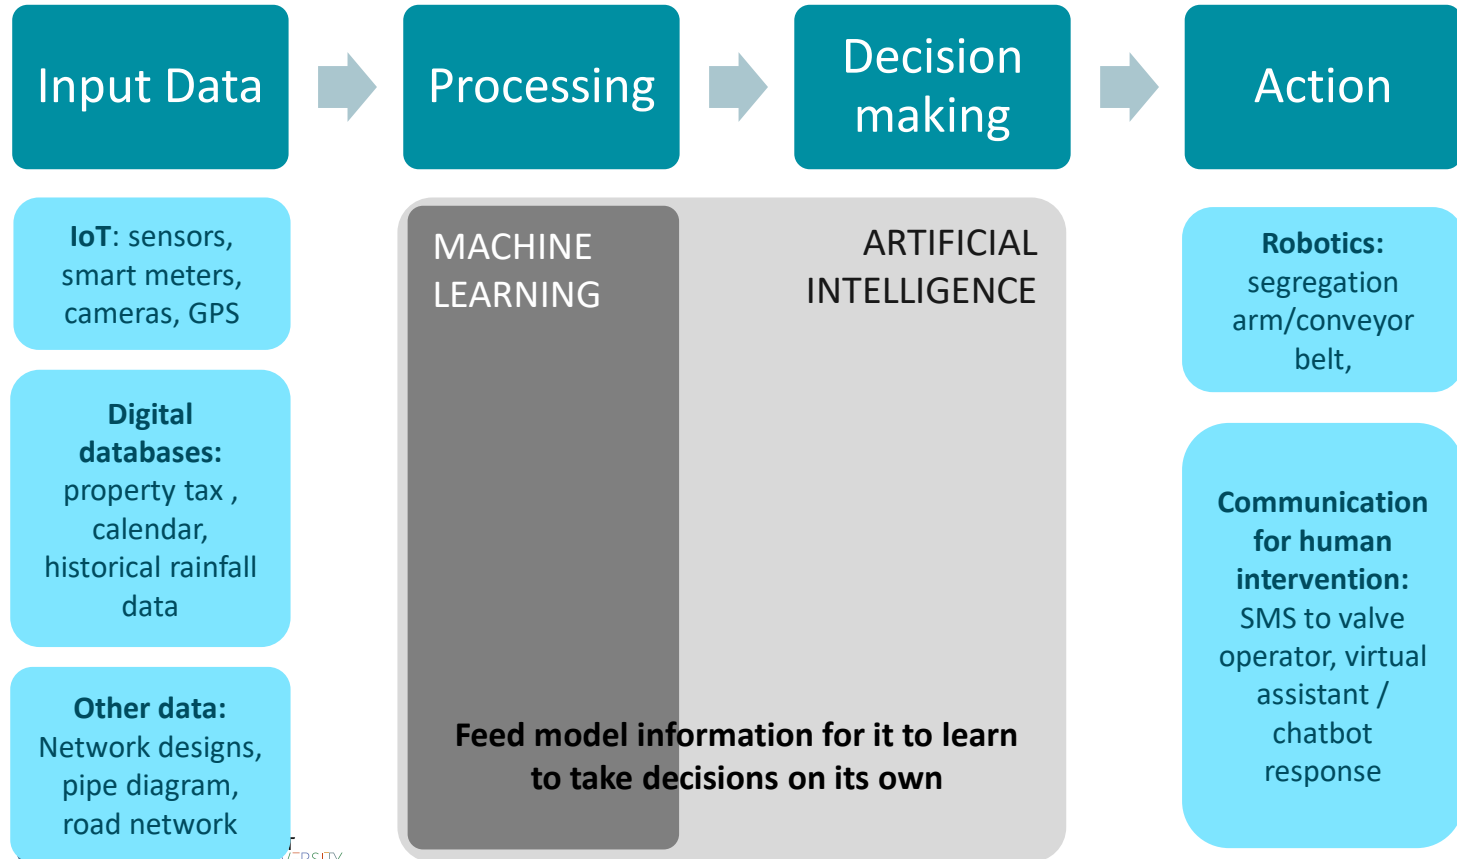 Input Data
Processing
Decision
making
Action
IoT: sensors,
smart meters,
cameras, GPS
Digital
databases:
property tax ,
calendar,
historical rainfall
data
Other data:
Network designs,
pipe diagram,
road network
MACHINE
LEARNING
ARTIFICIAL
INTELLIGENCE
Feed model information for it to learn
to take decisions on its own
Robotics:
segregation
arm/conveyor
belt,
Communication
for human
intervention:
SMS to valve
operator, virtual
assistant /
chatbot
response